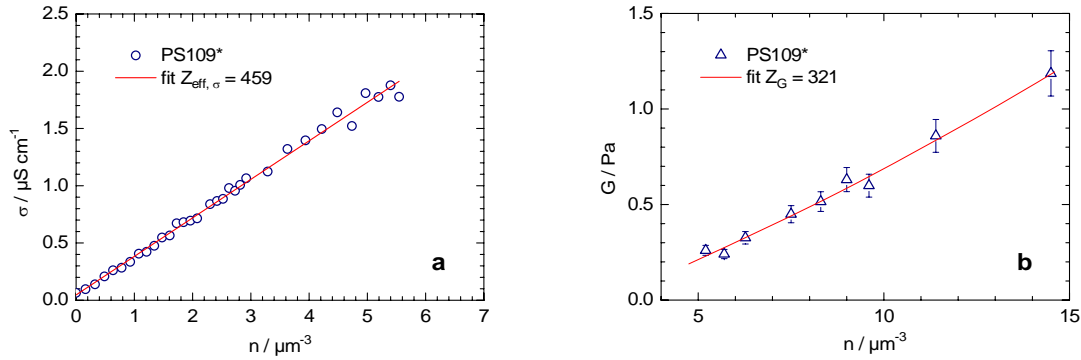 2.5
2.0
1.5
1.0
0.5
0.0
σ / µS cm-1
PS109*
fit Zeff, σ = 459
a
0 1 2 3 4 5 6 7
n / µm-3
1.5
1.0
0.5
0.0
G / Pa
PS109*
fit ZG = 321
b
5 10 15
n / µm-3